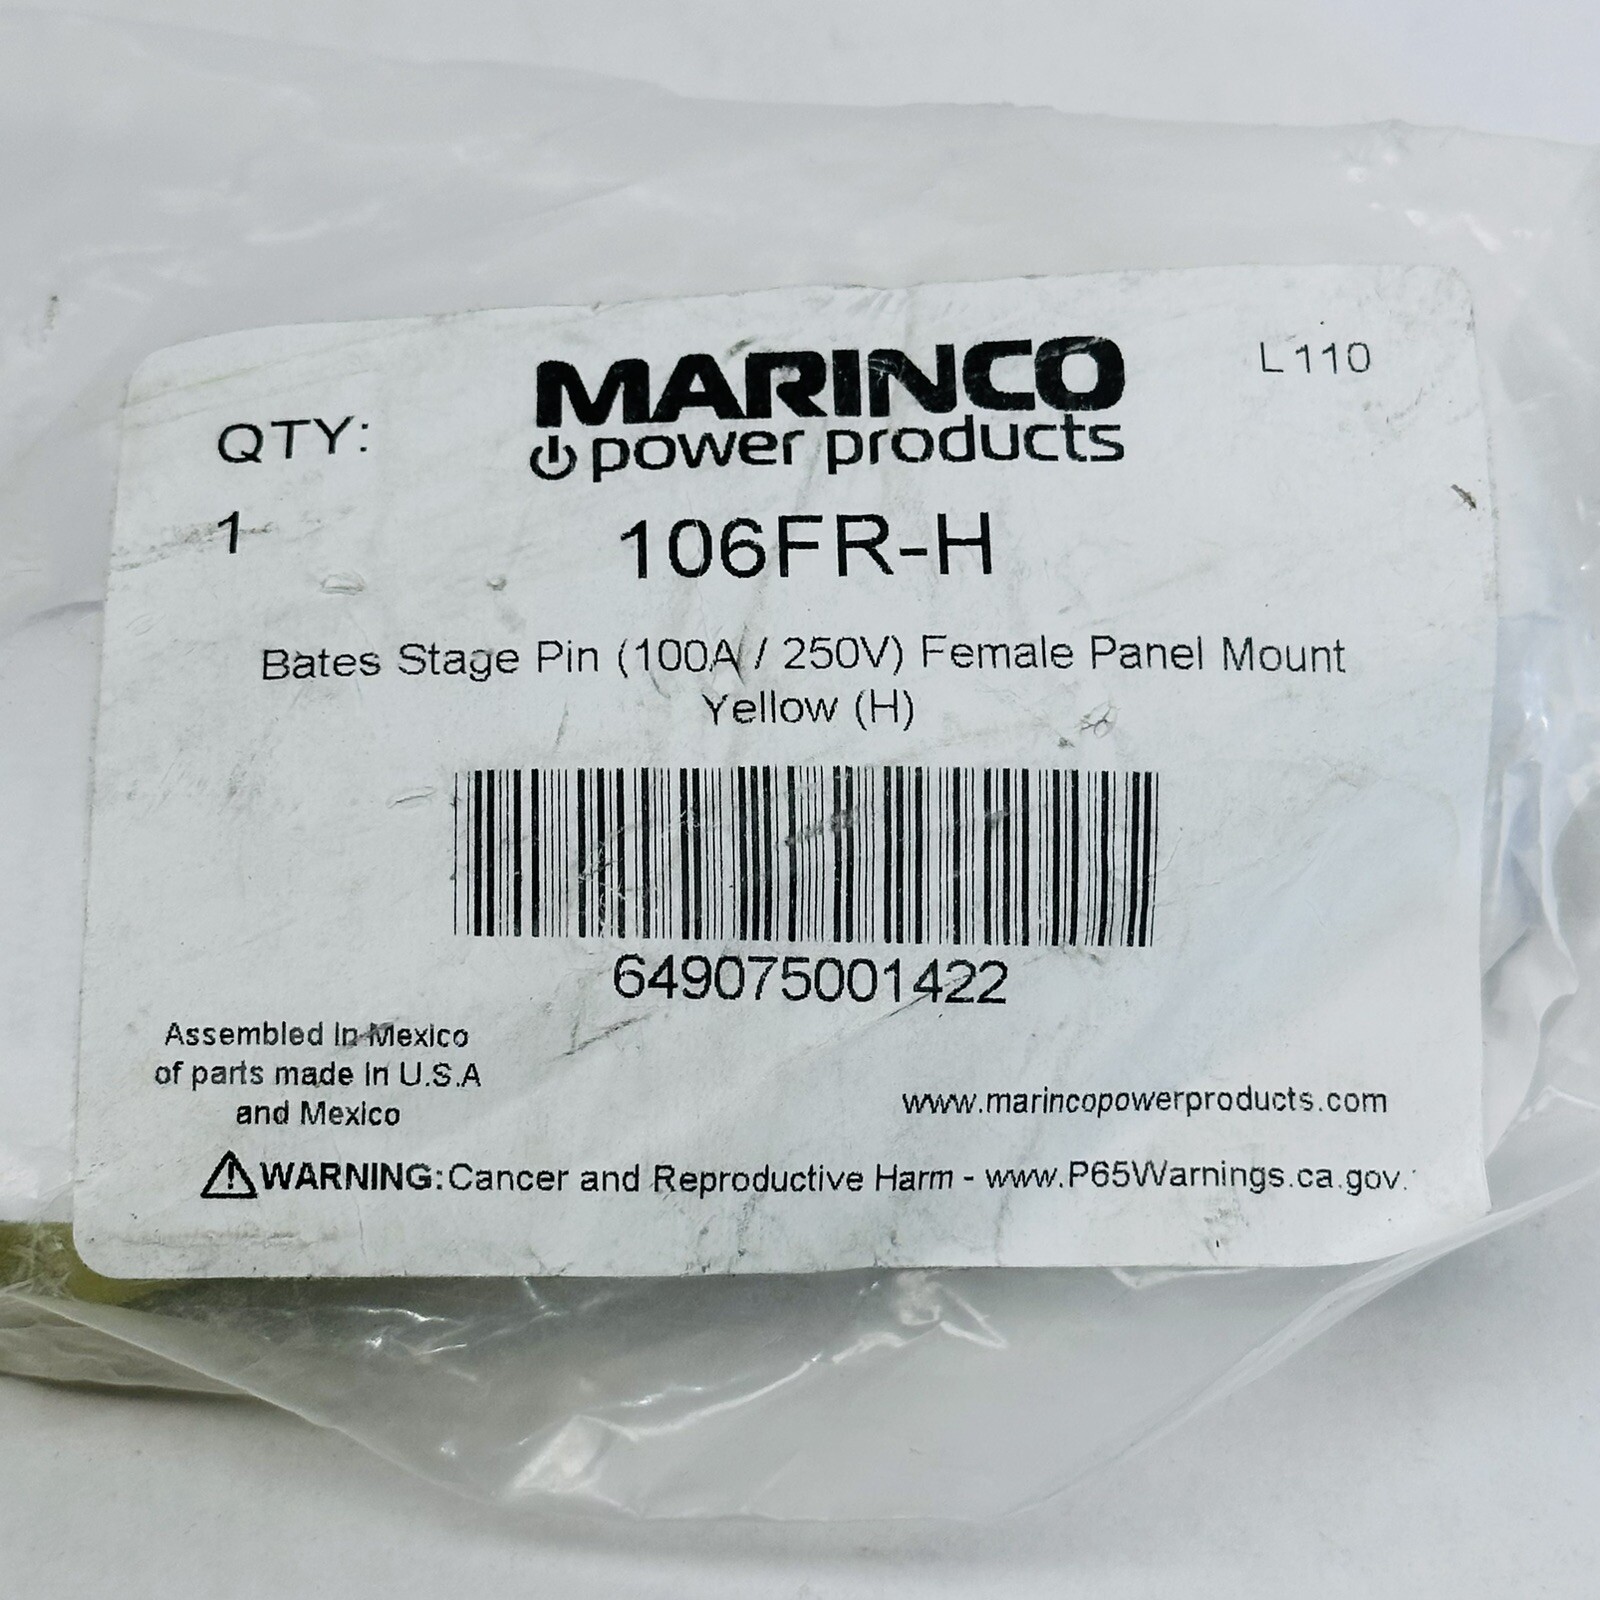 MARINCO
power products
L110
QTY:
1
106FR-H
Bates Stage Pin (100A / 250V) Female Panel Mount
Yellow (H)
649075001422
Assembled In Mexico
of parts made In U.S.A
and Mexico
www.marincopowerproducts.com
WARNING:Cancer and Reproductive Harm - www.P65Warnings.ca.gov.